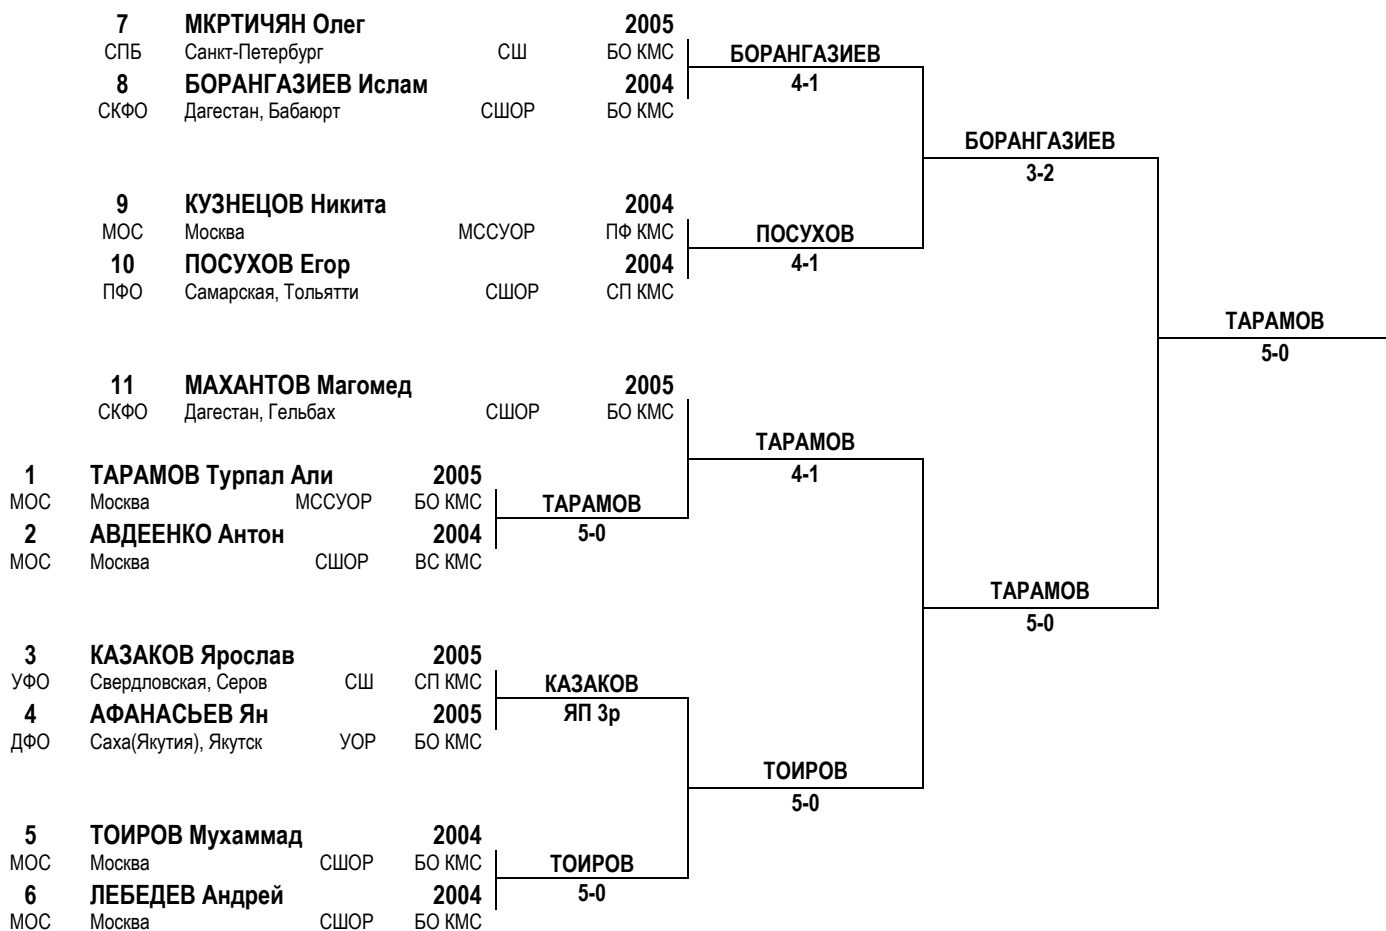 7 МКРТИЧЯН Олег 2005
СПБ Санкт-Петербург СШ БО КМС
БОРАНГАЗИЕВ
8 БОРАНГАЗИЕВ Ислам 2004 4-1
СКФО Дагестан, Бабаюрт СШОР БО КМС
БОРАНГАЗИЕВ
3-2
9 КУЗНЕЦОВ Никита 2004
МОС Москва МССУОР ПФ КМС ПОСУХОВ
10 ПОСУХОВ Егор 2004 4-1
ПФО Самарская, Тольятти СШОР СП КМС
ТАРАМОВ
5-0
11 МАХАНТОВ Магомед 2005
СКФО Дагестан, Гельбах СШОР БО КМС
ТАРАМОВ
1 ТАРАМОВ Турпал Али 2005 4-1
МОС Москва МССУОР БО КМС ТАРАМОВ
2 АВДЕЕНКО Антон 2004 5-0
МОС Москва СШОР ВС КМС
ТАРАМОВ
5-0
3 КАЗАКОВ Ярослав 2005
УФО Свердловская, Серов СШ СП КМС КАЗАКОВ
4 АФАНАСЬЕВ Ян 2005 ЯП 3р
ДФО Саха(Якутия), Якутск УОР БО КМС
ТОИРОВ
5-0
5 ТОИРОВ Мухаммад 2004
МОС Москва СШОР БО КМС ТОИРОВ
6 ЛЕБЕДЕВ Андрей 2004 5-0
МОС Москва СШОР БО КМС